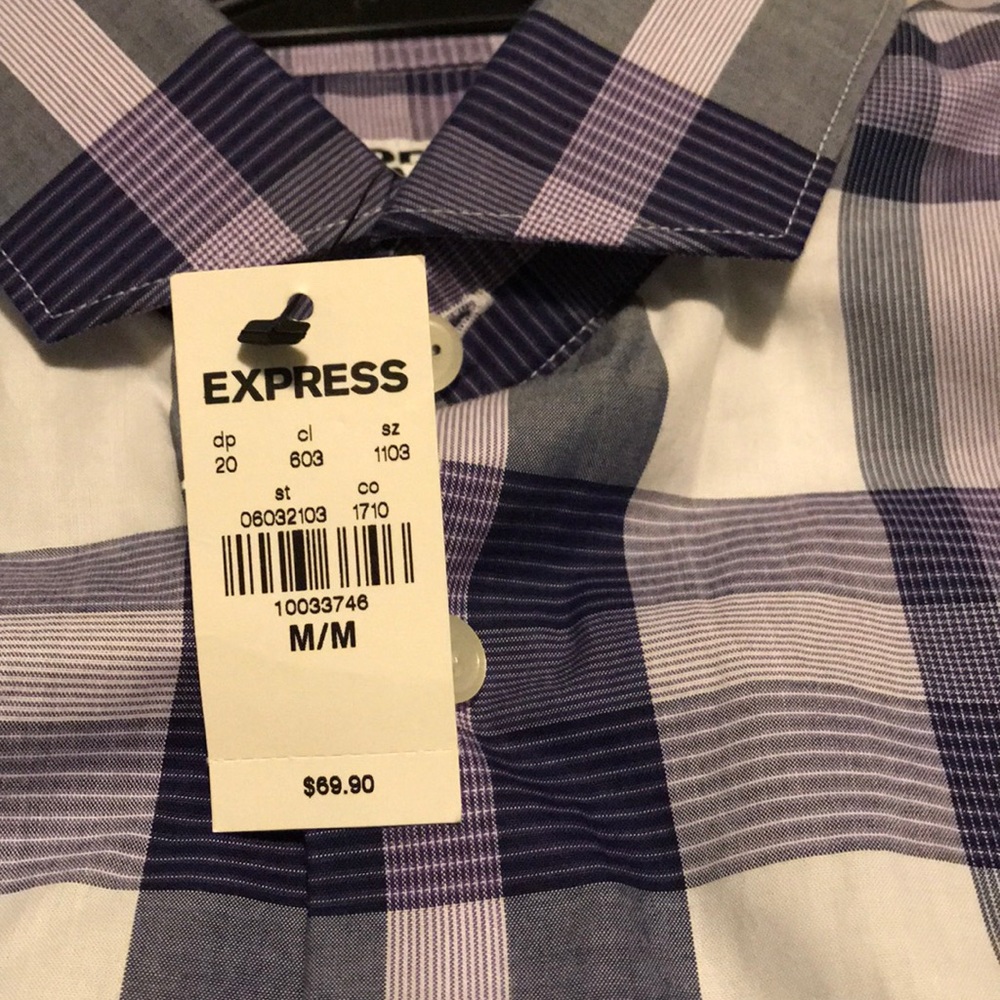 EXPRESS
dp cl sz
20 603 1103
st co
06032103 1710
10033746
M/M
$69.90